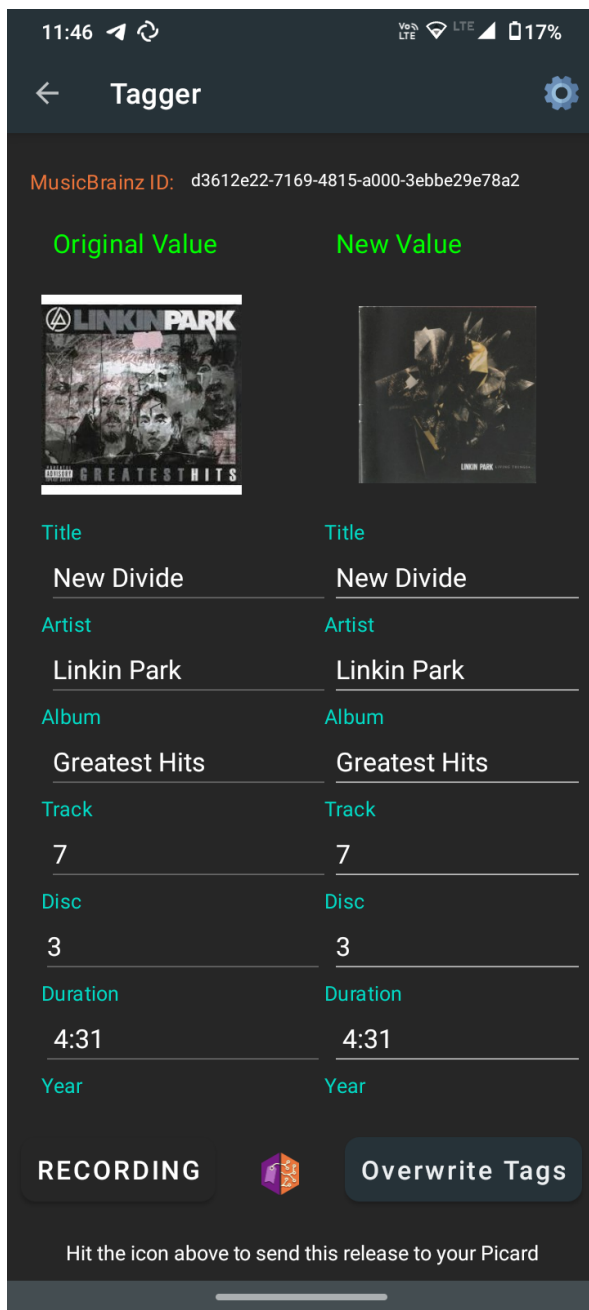 11:46 Vo LTE LTE 17%
Tagger
MusicBrainz ID: d3612e22-7169-4815-a000-3ebbe29e78a2
Original Value New Value
LINKIN PARK
GREATEST HITS
LINKIN PARK
Title Title
New Divide New Divide
Artist Artist
Linkin Park Linkin Park
Album Album
Greatest Hits Greatest Hits
Track Track
7 7
Disc Disc
3 3
Duration Duration
4:31 4:31
Year Year
RECORDING Overwrite Tags
Hit the icon above to send this release to your Picard